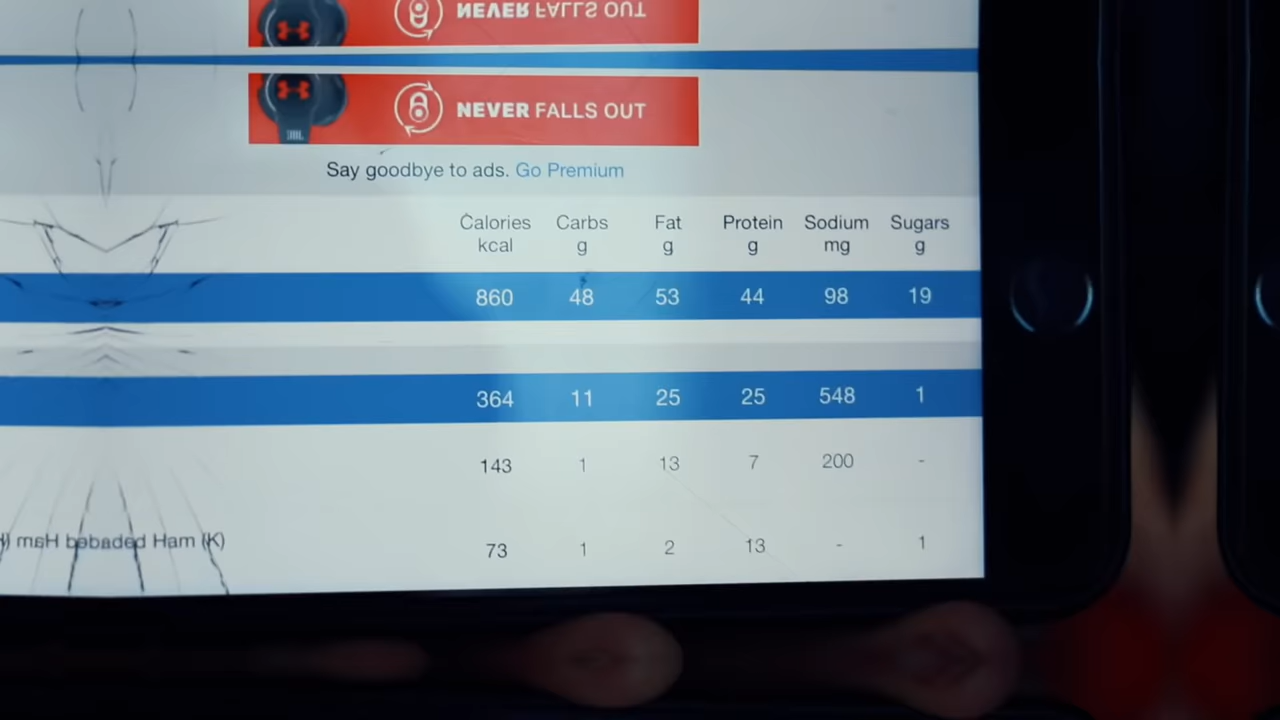 NEVER FALLS OUT
NEVER FALLS OUT
JBL
Say goodbye to ads. Go Premium
Calories Carbs Fat Protein Sodium Sugars
kcal g g g mg g
860 48 53 44 98 19
364 11 25 25 548 1
143 1 13 7 200 -
Ham (K)
73 1 2 13 - 1